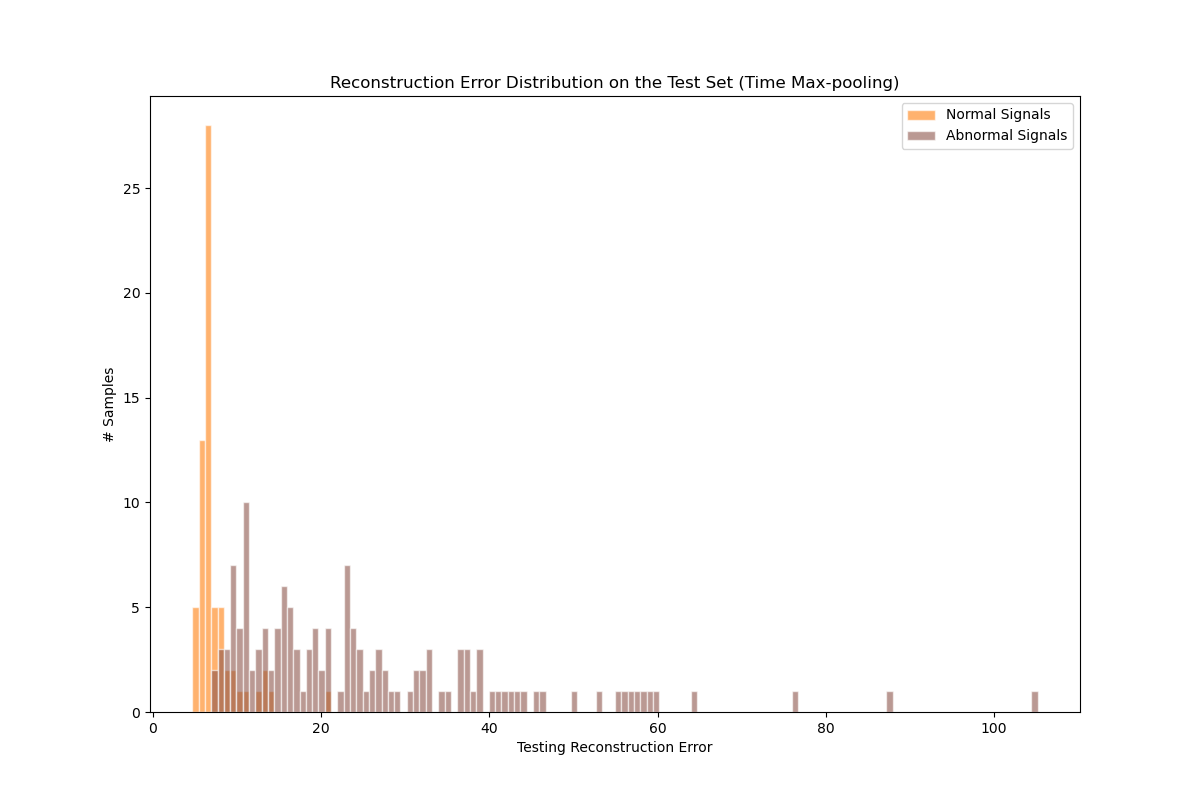 Reconstruction Error Distribution on the Test Set (Time Max-pooling)
Normal Signals
Abnormal Signals
25
20
15
10
5
0
# Samples
0 20 40 60 80 100
Testing Reconstruction Error